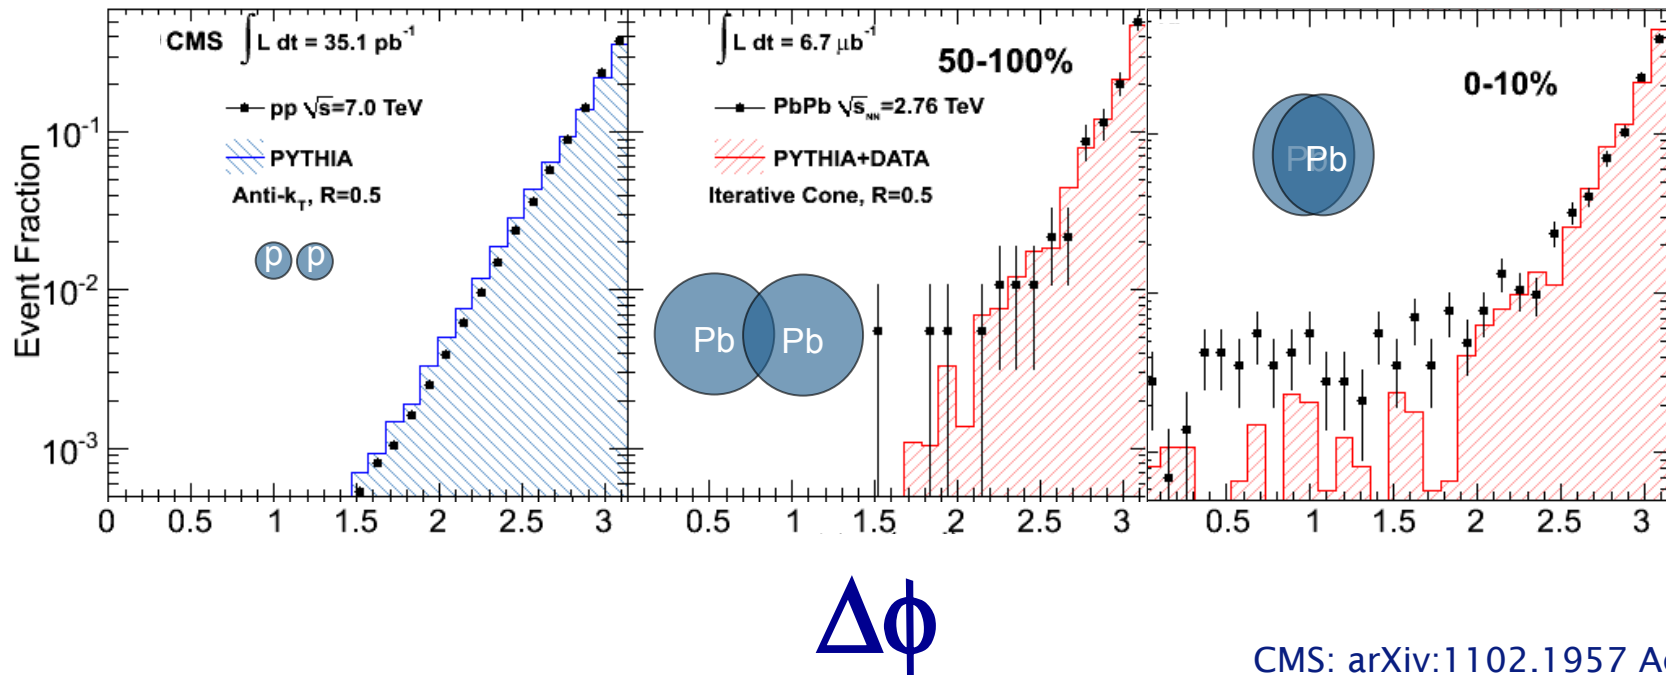 CMS ∫L dt = 35.1 pb⁻¹
pp √s=7.0 TeV
PYTHIA
Anti-k_T, R=0.5
p p
Event Fraction
10⁻¹
10⁻²
10⁻³
0 0.5 1 1.5 2 2.5 3
∫L dt = 6.7 μb⁻¹
50-100%
PbPb √s_NN=2.76 TeV
PYTHIA+DATA
Iterative Cone, R=0.5
Pb Pb
0.5 1 1.5 2 2.5 3
0-10%
Pb Pb
0.5 1 1.5 2 2.5 3
Δϕ
CMS: arXiv:1102.1957